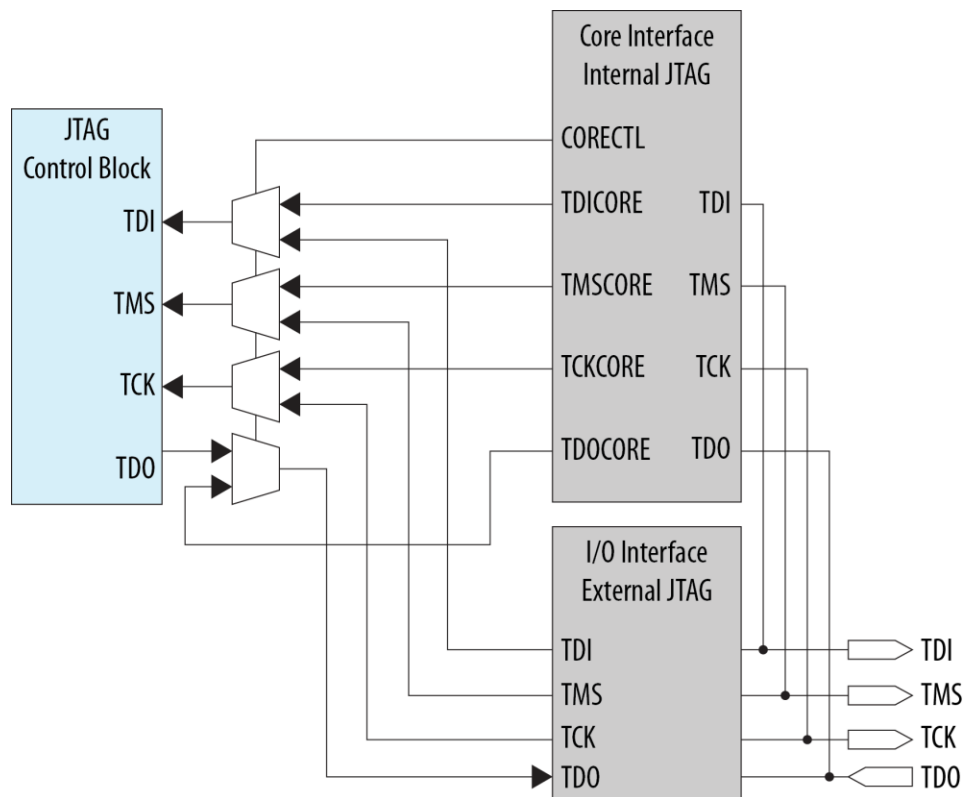 Core Interface
Internal JTAG
CORECTL
TDICORE TDI
TMSCORE TMS
TCKCORE TCK
TDOCORE TDO
JTAG
Control Block
TDI
TMS
TCK
TDO
I/O Interface
External JTAG
TDI
TMS
TCK
TDO
TDI
TMS
TCK
TDO